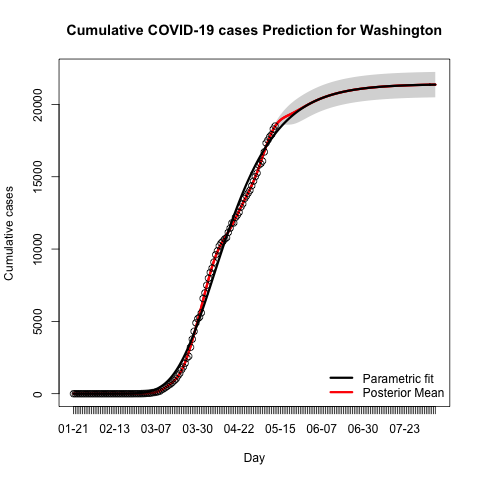 Cumulative COVID-19 cases Prediction for Washington
Cumulative cases
20000
15000
10000
5000
0
Parametric fit
Posterior Mean
01-21 02-13 03-07 03-30 04-22 05-15 06-07 06-30 07-23
Day